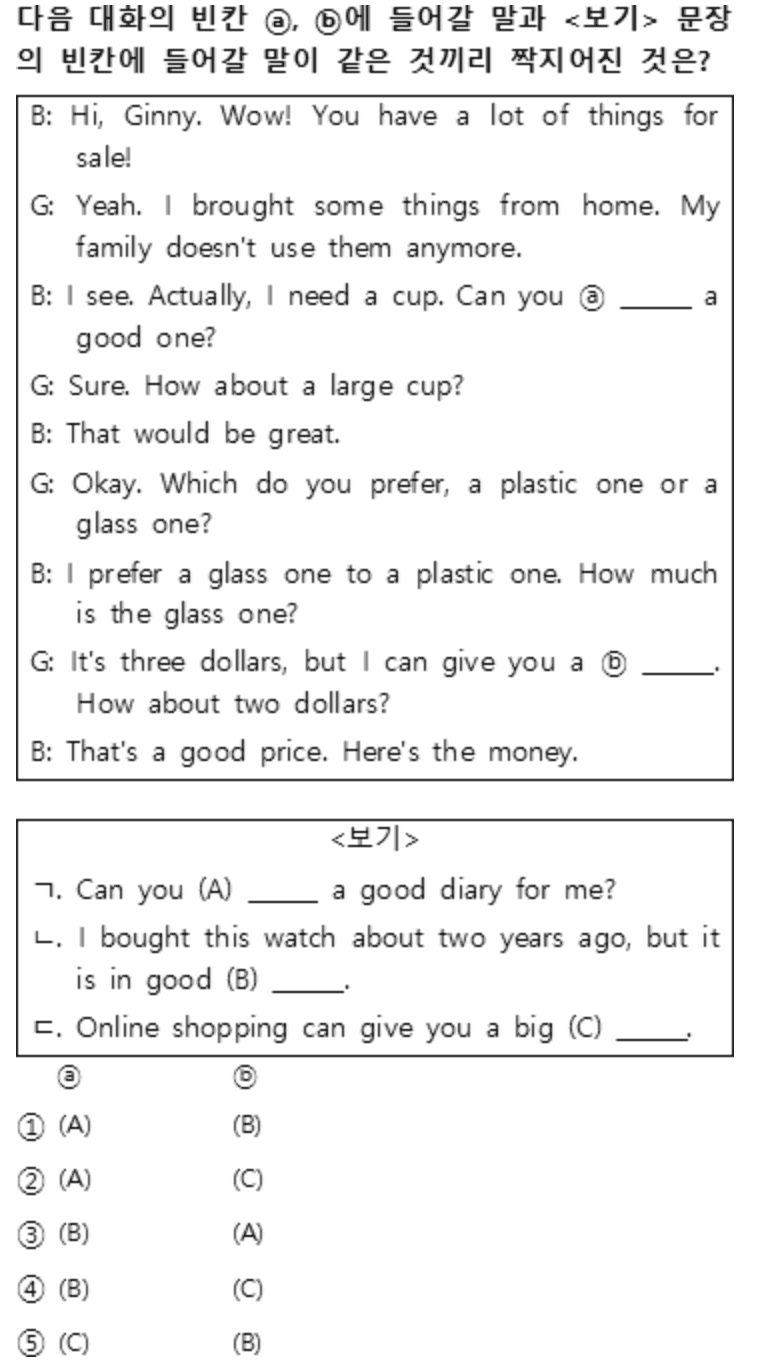 다음 대화의 빈칸 ⓐ, ⓑ에 들어갈 말과 <보기> 문장
의 빈칸에 들어갈 말이 같은 것끼리 짝지어진 것은?
B: Hi, Ginny. Wow! You have a lot of things for
sale!
G: Yeah. I brought some things from home. My
family doesn't use them anymore.
B: I see. Actually, I need a cup. Can you ⓐ _____ a
good one?
G: Sure. How about a large cup?
B: That would be great.
G: Okay. Which do you prefer, a plastic one or a
glass one?
B: I prefer a glass one to a plastic one. How much
is the glass one?
G: It's three dollars, but I can give you a ⓑ _____.
How about two dollars?
B: That's a good price. Here's the money.
<보기>
ㄱ. Can you (A) _____ a good diary for me?
ㄴ. I bought this watch about two years ago, but it
is in good (B) _____.
ㄷ. Online shopping can give you a big (C) _____.
ⓐ ⓑ
① (A) (B)
② (A) (C)
③ (B) (A)
④ (B) (C)
⑤ (C) (B)